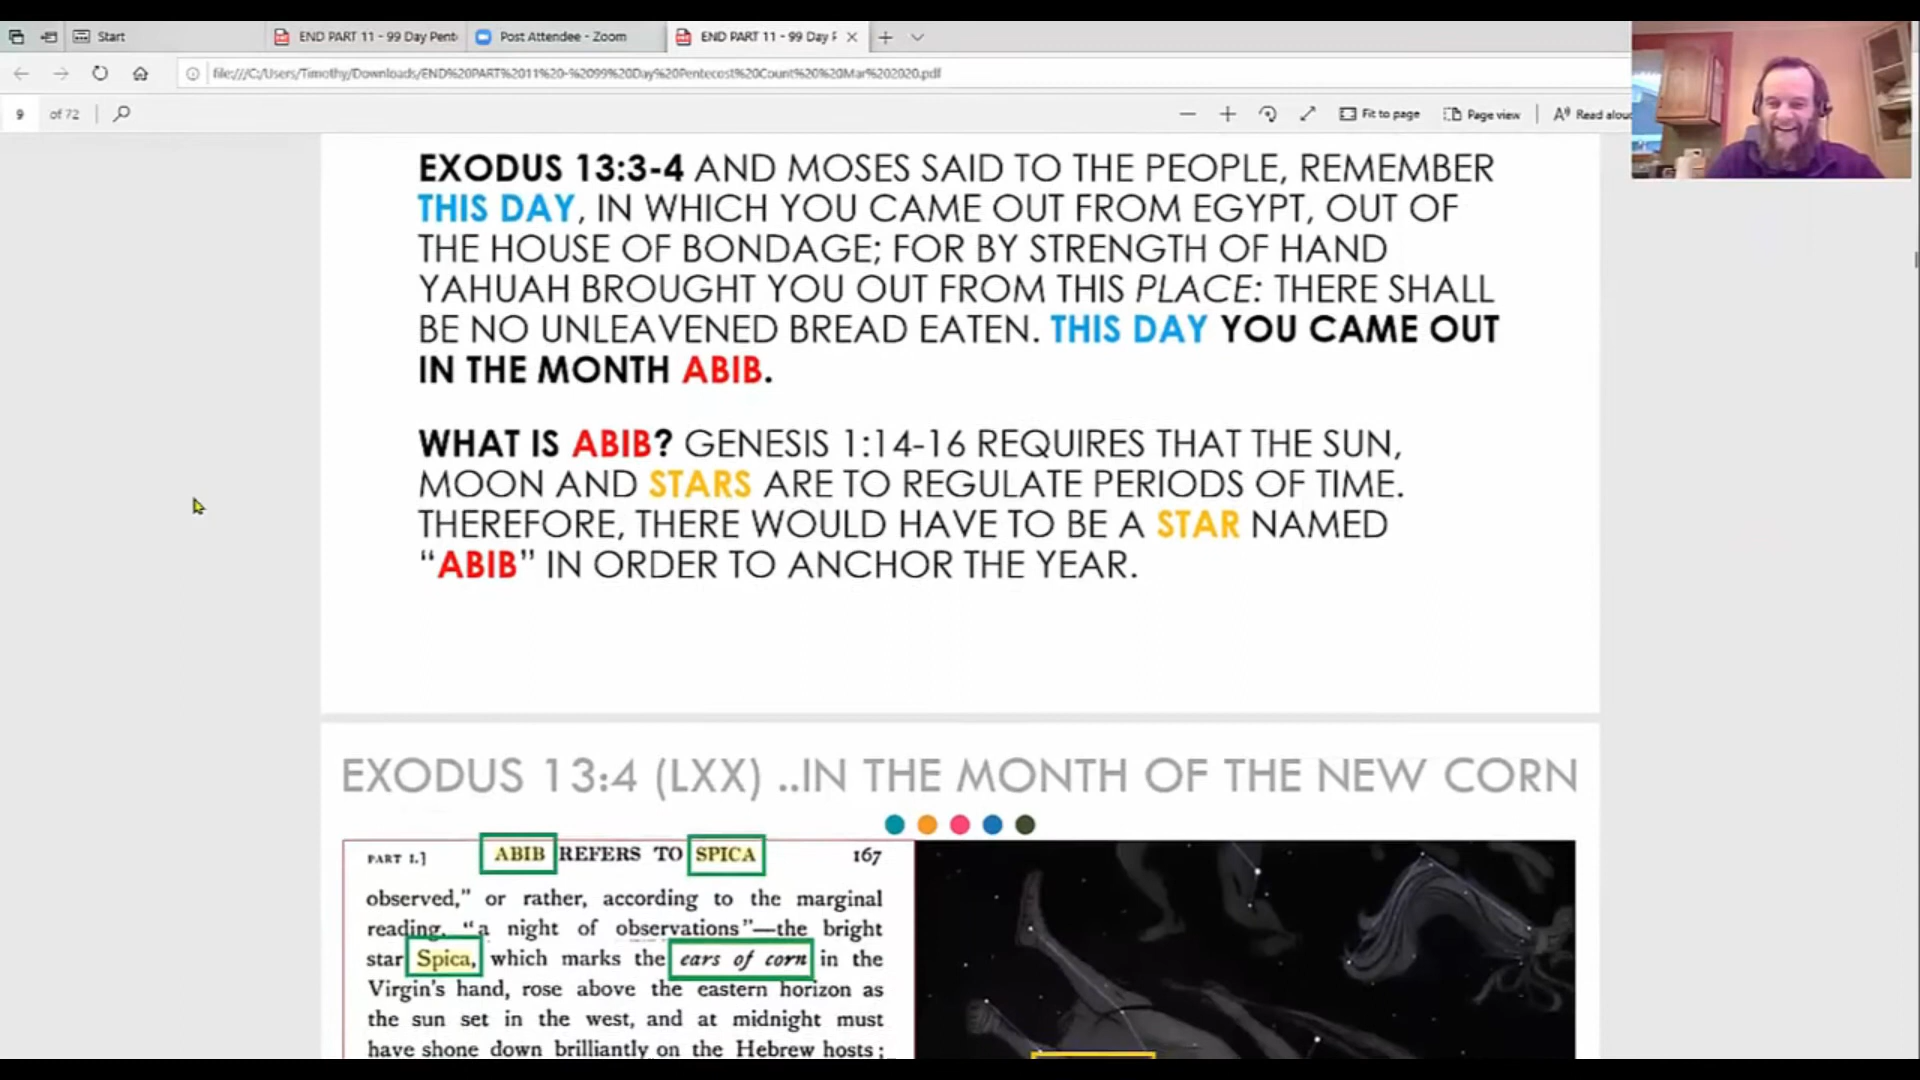 Start
END PART 11 - 99 Day Pent
Post Attendee - Zoom
END PART 11 - 99 Day F
file:///C:/Users/Timothy/Downloads/END%20PART%2011%20-%2099%20Day%20Pentecost%20Count%20%20Mar%202020.pdf
9 of 72
Fit to page
Page view
Read alou
EXODUS 13:3-4 AND MOSES SAID TO THE PEOPLE, REMEMBER
THIS DAY, IN WHICH YOU CAME OUT FROM EGYPT, OUT OF
THE HOUSE OF BONDAGE; FOR BY STRENGTH OF HAND
YAHUAH BROUGHT YOU OUT FROM THIS PLACE: THERE SHALL
BE NO UNLEAVENED BREAD EATEN. THIS DAY YOU CAME OUT
IN THE MONTH ABIB.
WHAT IS ABIB? GENESIS 1:14-16 REQUIRES THAT THE SUN,
MOON AND STARS ARE TO REGULATE PERIODS OF TIME.
THEREFORE, THERE WOULD HAVE TO BE A STAR NAMED
“ABIB” IN ORDER TO ANCHOR THE YEAR.
EXODUS 13:4 (LXX) ..IN THE MONTH OF THE NEW CORN
PART I.] ABIB REFERS TO SPICA 167
observed,” or rather, according to the marginal
reading, “a night of observations”—the bright
star Spica, which marks the ears of corn in the
Virgin's hand, rose above the eastern horizon as
the sun set in the west, and at midnight must
have shone down brilliantly on the Hebrew hosts;